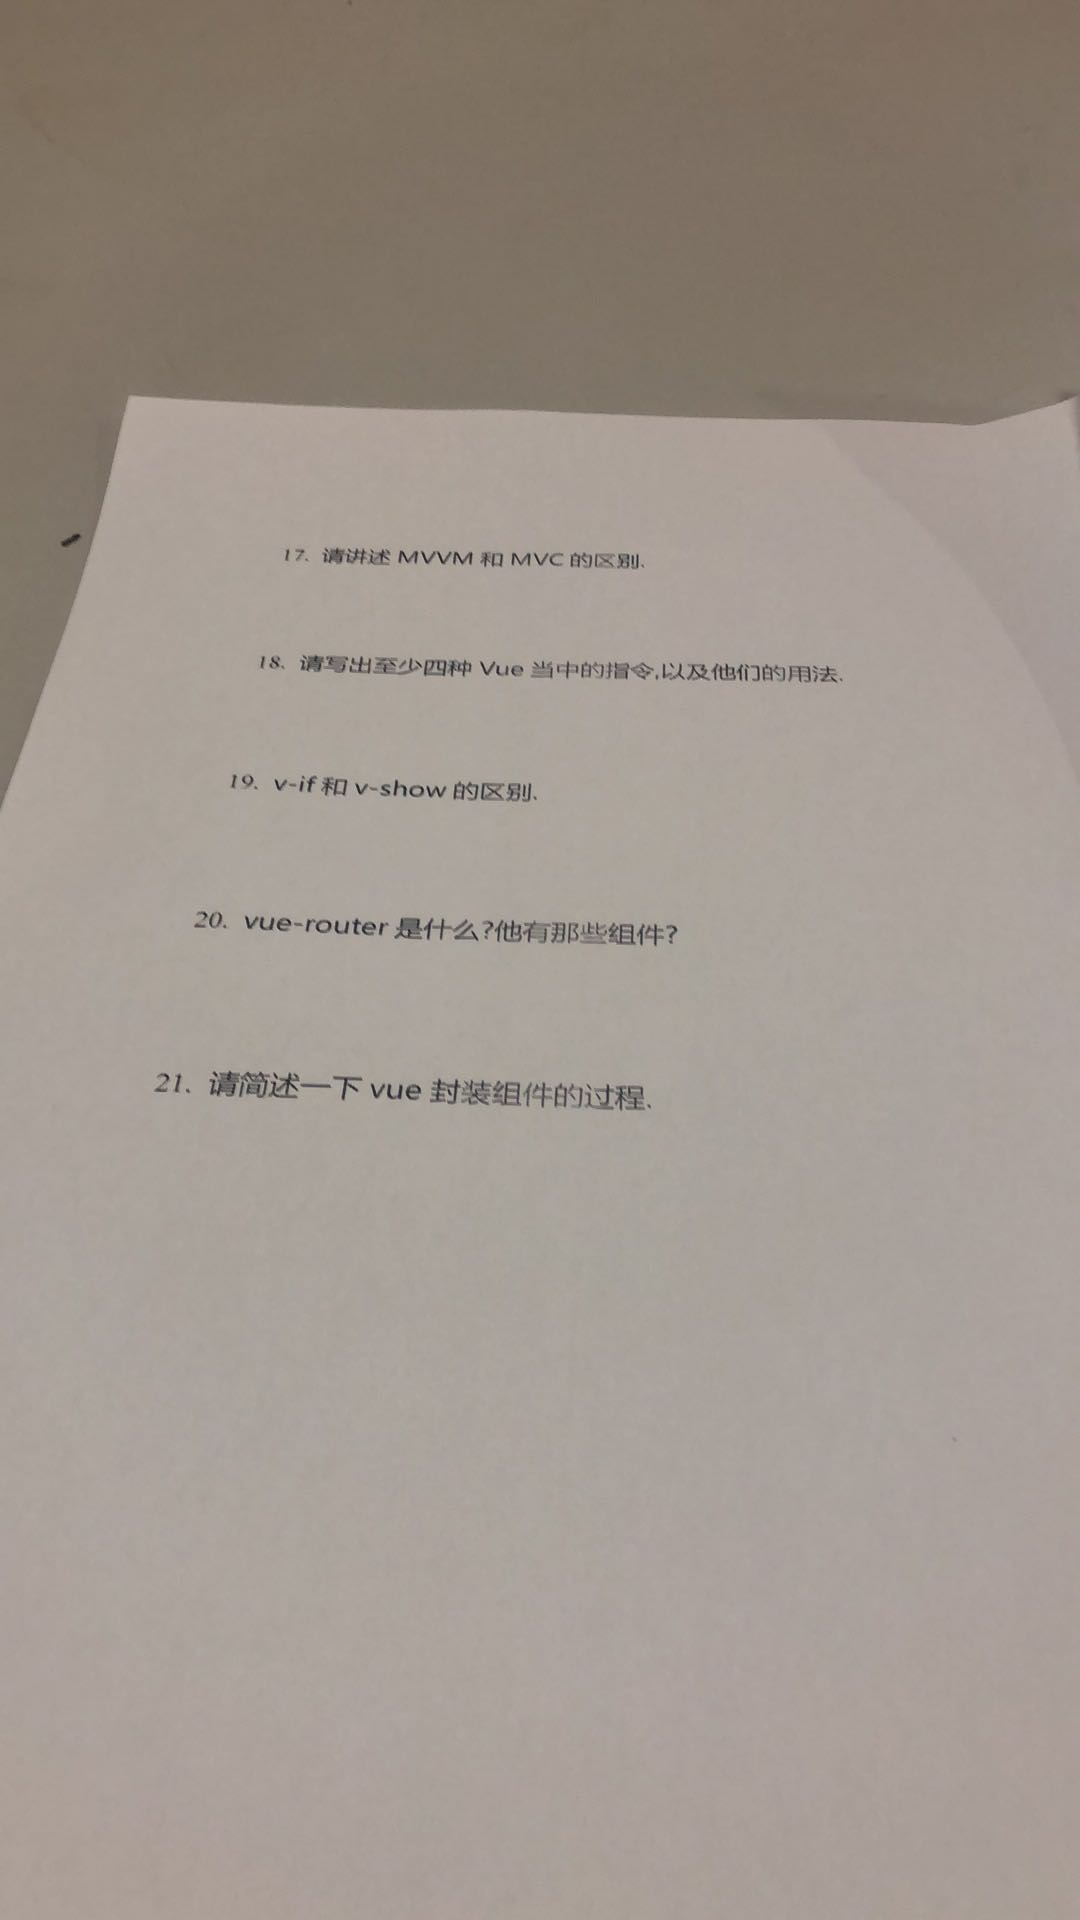 17. 请讲述 MVVM 和 MVC 的区别.
18. 请写出至少四种 Vue 当中的指令,以及他们的用法.
19. v-if 和 v-show 的区别.
20. vue-router 是什么?他有那些组件?
21. 请简述一下 vue 封装组件的过程.